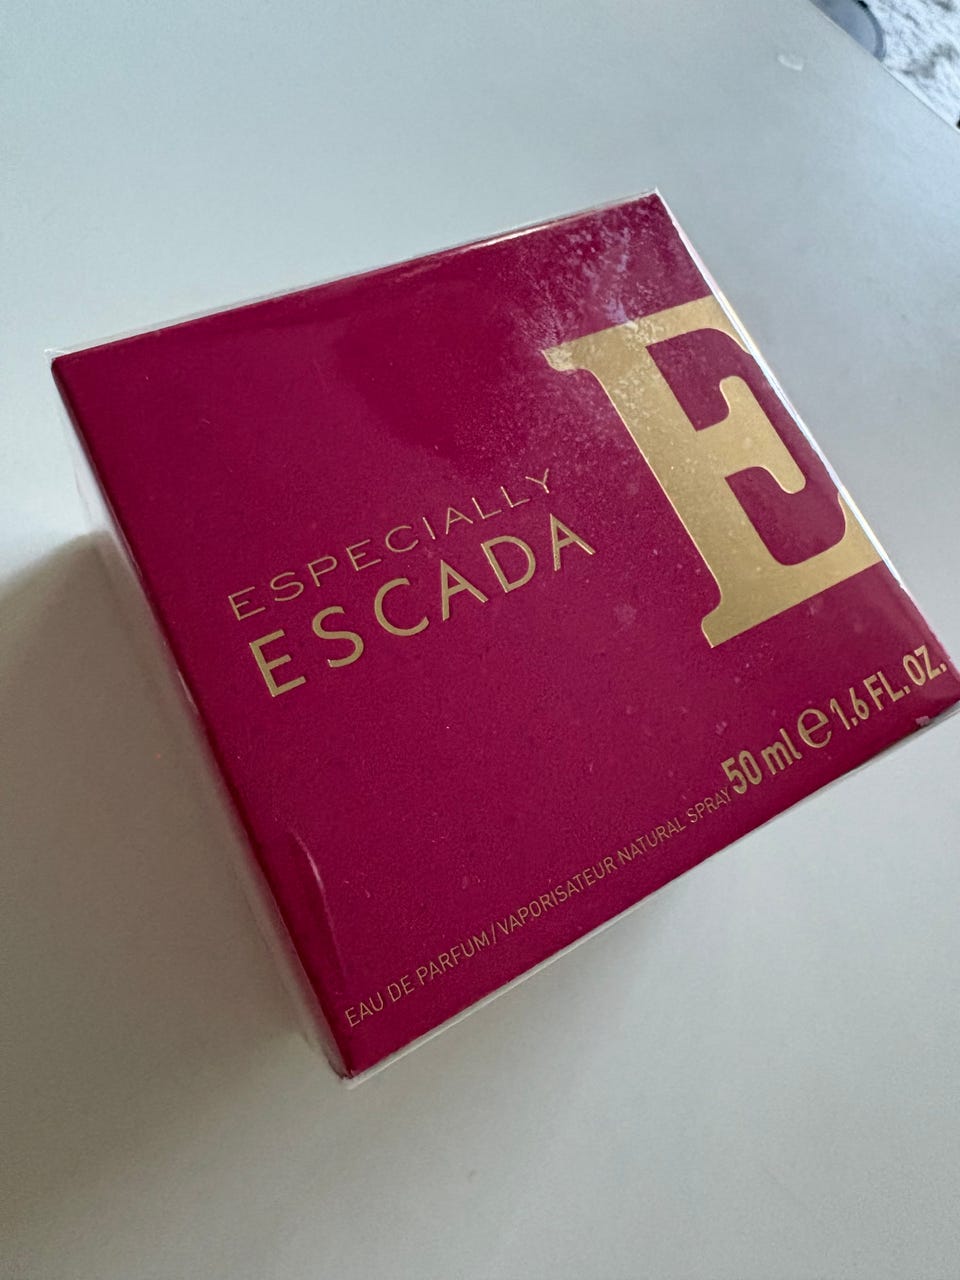 E
ESPECIALLY
ESCADA
EAU DE PARFUM/VAPORISATEUR NATURAL SPRAY 50 ml e 1.6 FL. OZ.